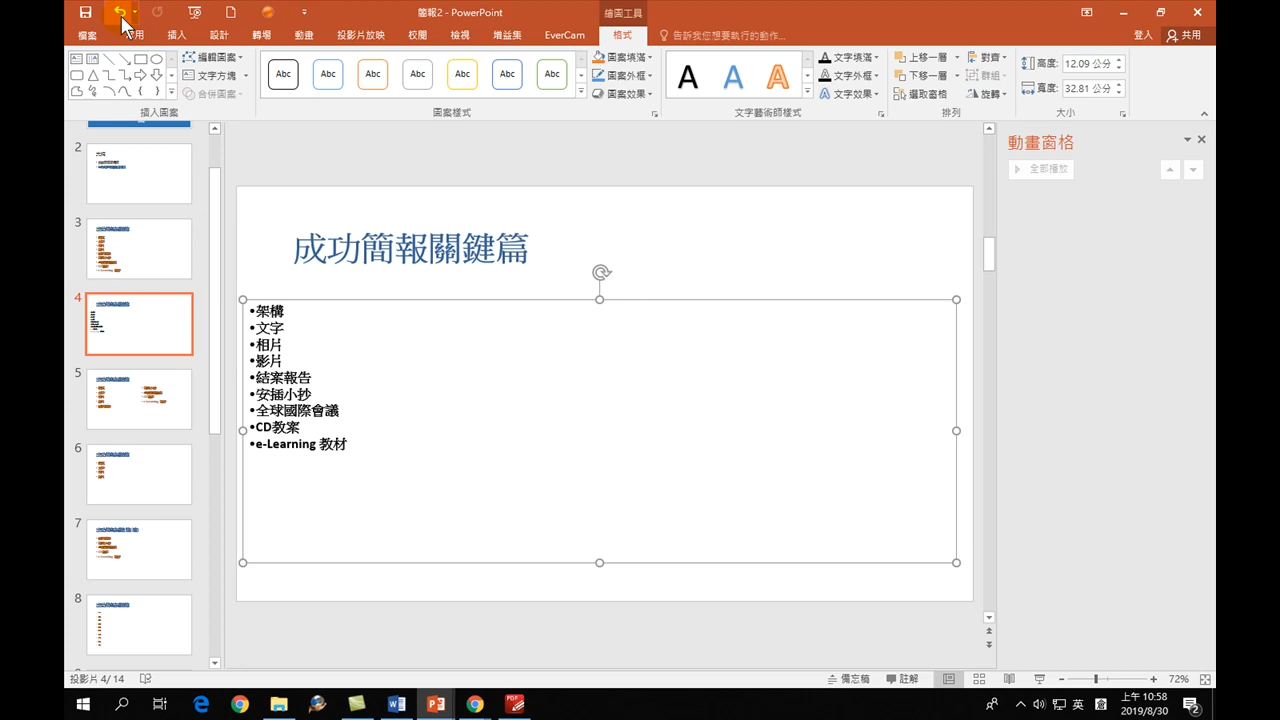 簡報2 - PowerPoint
繪圖工具
檔案
用
插入
設計
轉場
動畫
投影片放映
校閱
檢視
增益集
EverCam
格式
告訴我您想要執行的動作...
登入
共用
編輯圖案
文字方塊
合併圖案
插入圖案
Abc
Abc
Abc
Abc
Abc
Abc
Abc
圖案填滿
圖案外框
圖案效果
圖案樣式
A
A
A
文字填滿
文字外框
文字效果
文字藝術師樣式
上移一層
下移一層
選取窗格
對齊
群組
旋轉
排列
高度:
12.09 公分
寬度:
32.81 公分
大小
2
3
4
5
6
7
8
成功簡報關鍵篇
•架構
•文字
•相片
•影片
•結案報告
•安插小抄
•全球國際會議
•CD教案
•e-Learning 教材
動畫窗格
全部播放
投影片 4/14
備忘稿
註解
72%
英
上午 10:58
2019/8/30